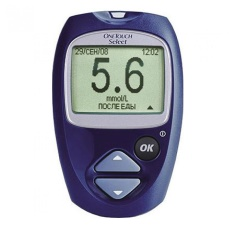 ONETOUCH
Select
29/СЕН/08 12:02
5.6
mmol/L
ПОСЛЕ ЕДЫ
OK